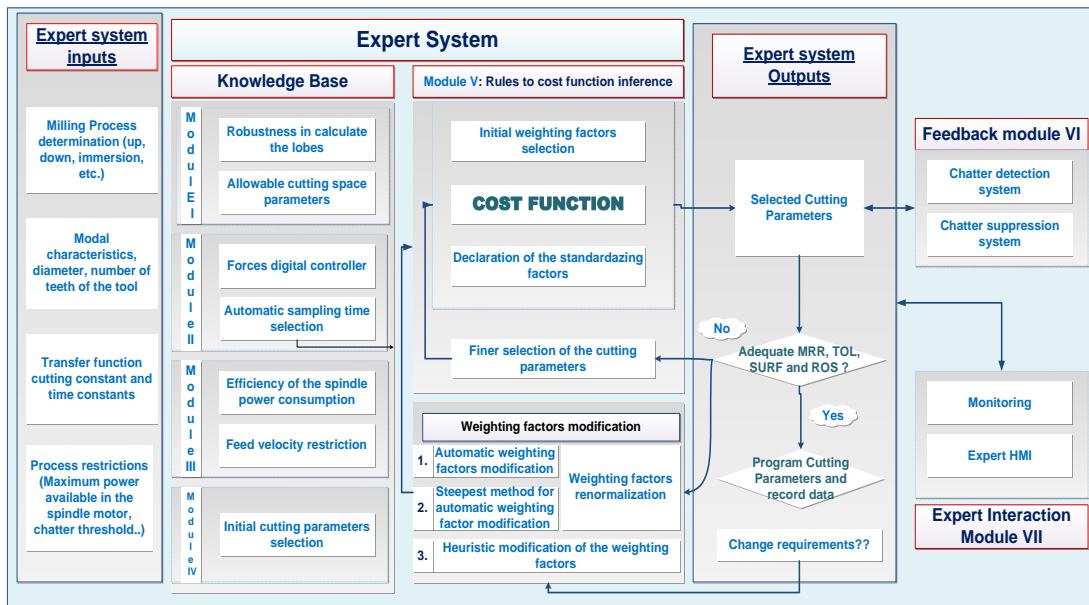 Expert system
inputs
Milling Process
determination (up,
down, immersion,
etc.)
Modal
characteristics,
diameter, number of
teeth of the tool
Transfer function
cutting constant and
time constants
Process restrictions
(Maximum power
available in the
spindle motor,
chatter threshold..)
Expert System
Knowledge Base
M
o
d
u
l
E
I
Robustness in calculate
the lobes
Allowable cutting space
parameters
M
o
d
u
l
e
II
Forces digital controller
Automatic sampling time
selection
M
o
d
u
l
e
III
Efficiency of the spindle
power consumption
Feed velocity restriction
M
o
d
u
l
e
IV
Initial cutting parameters
selection
Module V: Rules to cost function inference
Initial weighting factors
selection
COST FUNCTION
Declaration of the standardazing
factors
Finer selection of the cutting
parameters
Weighting factors modification
1.
Automatic weighting
factors modification
2.
Steepest method for
automatic weighting
factor modification
Weighting factors
renormalization
3.
Heuristic modification of the weighting
factors
Expert system
Outputs
Selected Cutting
Parameters
No
Adequate MRR, TOL,
SURF and ROS ?
Yes
Program Cutting
Parameters and
record data
Change requirements??
Feedback module VI
Chatter detection
system
Chatter suppression
system
Monitoring
Expert HMI
Expert Interaction
Module VII